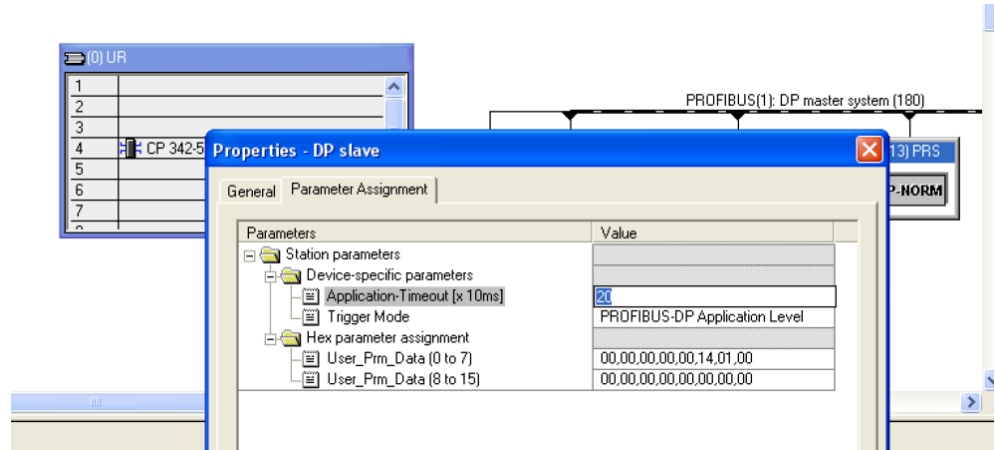 (0) UR
1
2
3
4 CP 342-5
5
6
7
PROFIBUS(1): DP master system (180)
13) PRS
P-NORM
Properties - DP slave
General Parameter Assignment
Parameters Value
Station parameters
Device-specific parameters
Application-Timeout [x 10ms] 20
Trigger Mode PROFIBUS-DP Application Level
Hex parameter assignment
User_Prm_Data (0 to 7) 00,00,00,00,00,14,01,00
User_Prm_Data (8 to 15) 00,00,00,00,00,00,00,00